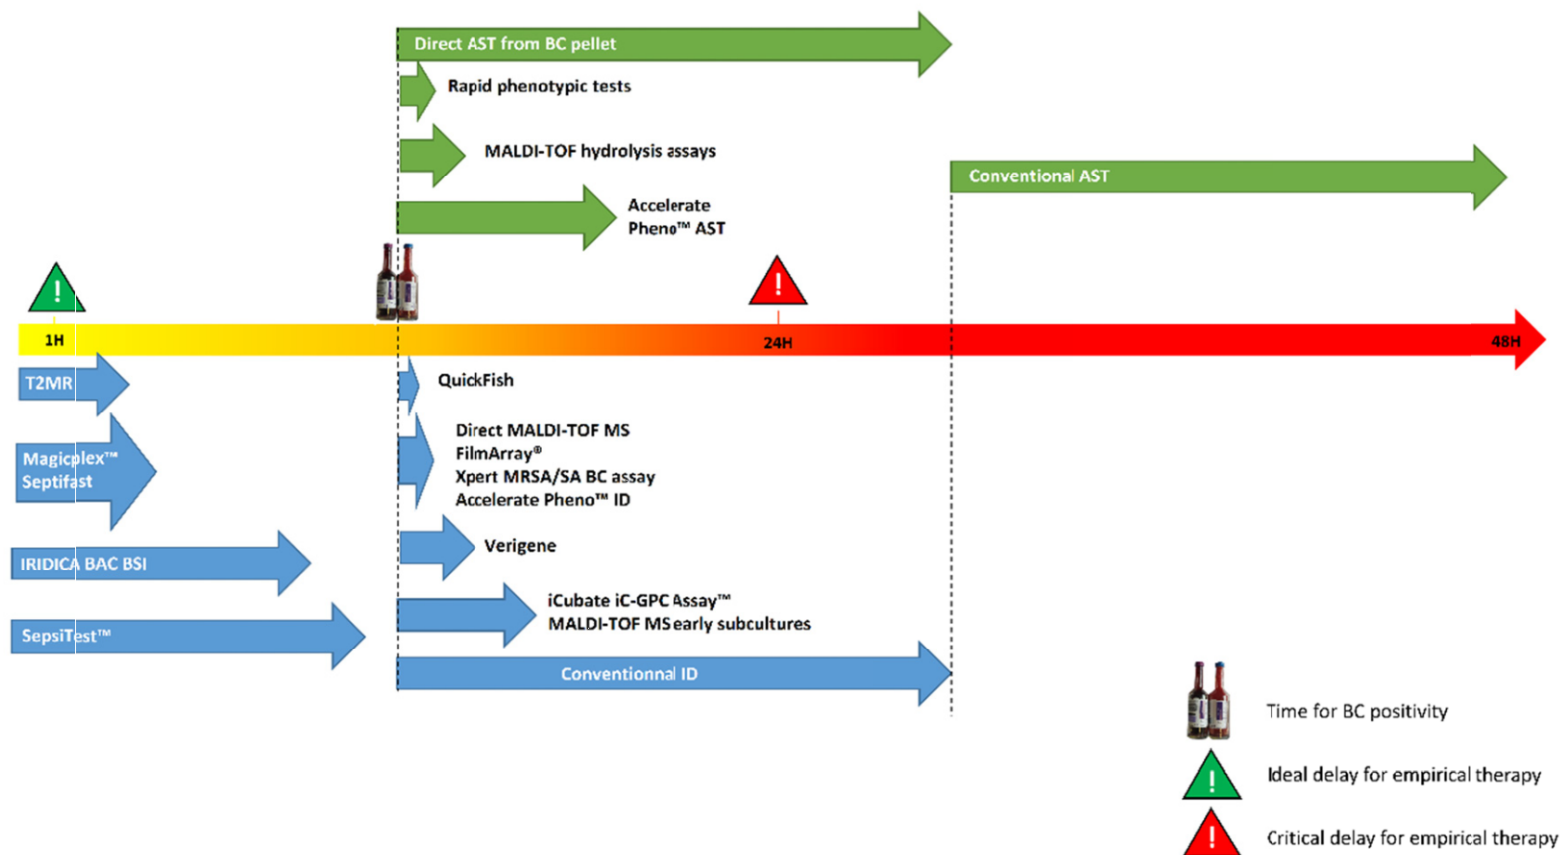 Direct AST from BC pellet
Rapid phenotypic tests
MALDI-TOF hydrolysis assays
Conventional AST
Accelerate
Pheno™ AST
!
!
1H
24H
48H
T2MR
QuickFish
Magicplex™
Septifast
Direct MALDI-TOF MS
FilmArray®
Xpert MRSA/SA BC assay
Accelerate Pheno™ ID
Verigene
IRIDICA BAC BSI
iCubate iC-GPC Assay™
MALDI-TOF MS early subcultures
SepsiTest™
Conventionnal ID
Time for BC positivity
! Ideal delay for empirical therapy
! Critical delay for empirical therapy